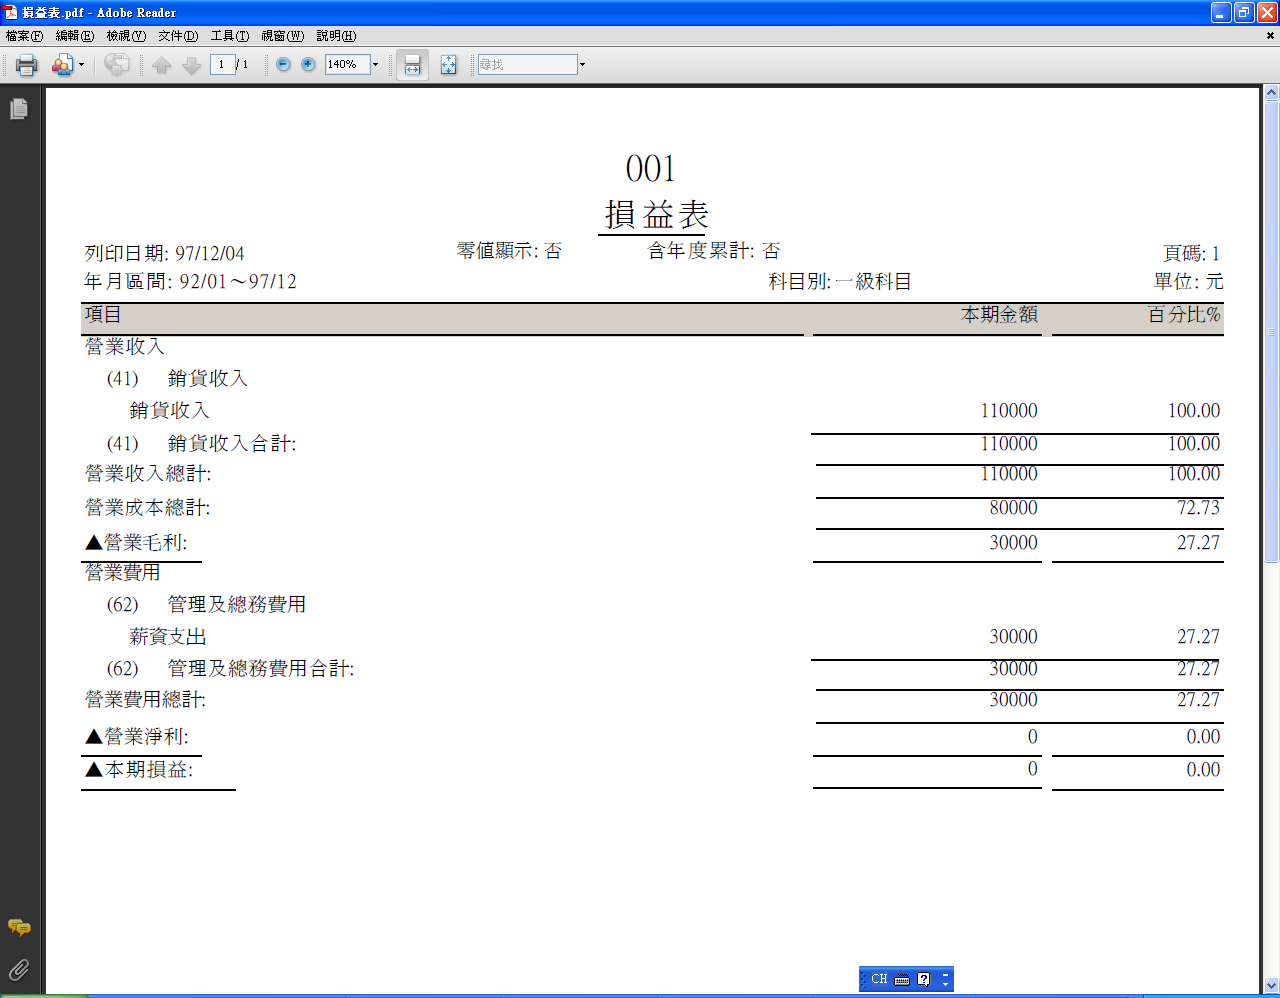 損益表.pdf - Adobe Reader
檔案(F) 編輯(E) 檢視(V) 文件(D) 工具(T) 視窗(W) 說明(H)
1 / 1 140% 尋找
001
損益表
列印日期: 97/12/04 零值顯示: 否 含年度累計: 否 頁碼: 1
年月區間: 92/01～97/12 科目別: 一級科目 單位: 元
項目 本期金額 百分比%
營業收入
(41) 銷貨收入
銷貨收入 110000 100.00
(41) 銷貨收入合計: 110000 100.00
營業收入總計: 110000 100.00
營業成本總計: 80000 72.73
▲營業毛利: 30000 27.27
營業費用
(62) 管理及總務費用
薪資支出 30000 27.27
(62) 管理及總務費用合計: 30000 27.27
營業費用總計: 30000 27.27
▲營業淨利: 0 0.00
▲本期損益: 0 0.00
CH